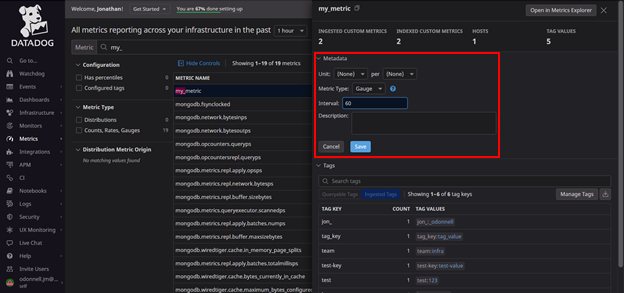 DATADOG
Go to...
Watchdog
Events
Dashboards
Infrastructure
Monitors
Metrics
Integrations
APM
CI
Notebooks
Logs
Security
UX Monitoring
Live Chat
Help
Invite Users
odonnell.jm@...
Welcome, Jonathan!
Get Started
You are 67% done setting up
All metrics reporting across your infrastructure in the past
1 hour
Metric
my_
Configuration
Has percentiles 0
Configured tags 0
Metric Type
Distributions 0
Counts, Rates, Gauges 19
Distribution Metric Origin
No matching values found
Hide Controls
Showing 1–19 of 19 metrics
METRIC NAME
my_metric
mongodb.fsynclocked
mongodb.network.bytesinps
mongodb.network.bytesoutps
mongodb.opcounters.queryps
mongodb.opcountersrepl.queryps
mongodb.metrics.repl.apply.opsps
mongodb.metrics.repl.network.bytesps
mongodb.metrics.repl.buffer.sizebytes
mongodb.metrics.queryexecutor.scannedps
mongodb.metrics.repl.apply.batches.numps
mongodb.metrics.repl.buffer.maxsizebytes
mongodb.wiredtiger.cache.in_memory_page_splits
mongodb.metrics.repl.apply.batches.totalmillisps
mongodb.wiredtiger.cache.bytes_currently_in_cache
mongodb.wiredtiger.cache.maximum_bytes_configured
my_metric
Open in Metrics Explorer
INGESTED CUSTOM METRICS
2
INDEXED CUSTOM METRICS
2
HOSTS
1
TAG VALUES
5
Metadata
Unit: (None) per (None)
Metric Type: Gauge
Interval: 60
Description:
Cancel
Save
Tags
Search tags
Queryable Tags
Ingested Tags
Showing 1–6 of 6 tag keys
Manage Tags
TAG KEY COUNT TAG VALUES
jon_ 1 jon_:_odonnell
tag_key 1 tag_key:tag_value
team 1 team:infra
test-key 1 test-key:test-value
test 1 test:123